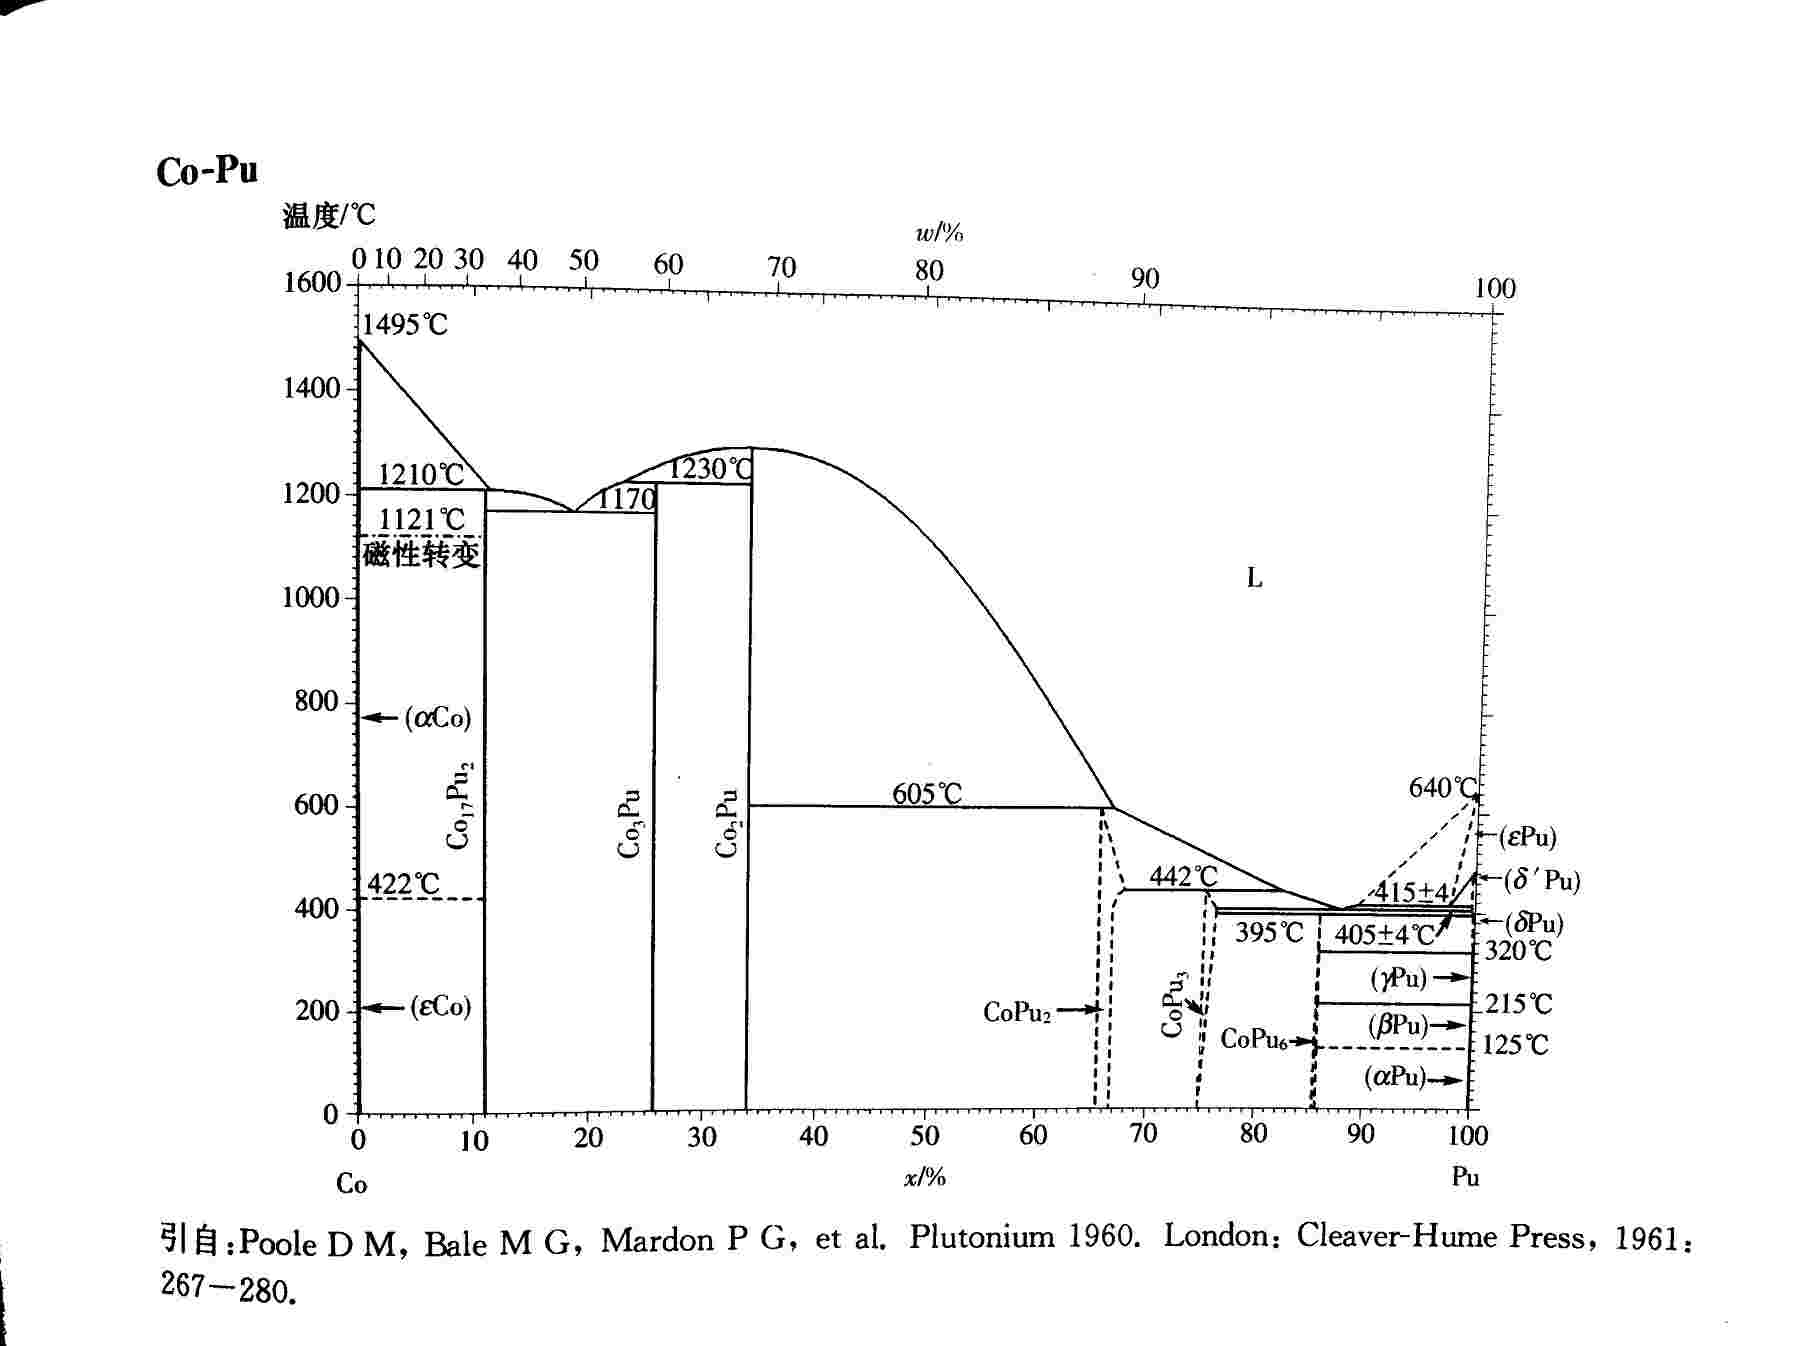 Co-Pu
温度/℃
w/%
0 10 20 30 40 50 60 70 80 90 100
1600
1495℃
1400
1230℃
1210℃
1200
1170
1121℃
磁性转变
L
1000
800
(αCo)
640℃
605℃
600
Co₁₇Pu₂
Co₃Pu
Co₂Pu
(εPu)
422℃
442℃
415±4
(δ′Pu)
400
395℃
405±4℃
(δPu)
320℃
(γPu)
CoPu₃
200
(εCo)
CoPu₂
215℃
(βPu)
CoPu₆
125℃
(αPu)
0
0 10 20 30 40 50 60 70 80 90 100
Co
x/%
Pu
引自:Poole D M, Bale M G, Mardon P G, et al. Plutonium 1960. London: Cleaver-Hume Press, 1961:
267—280.